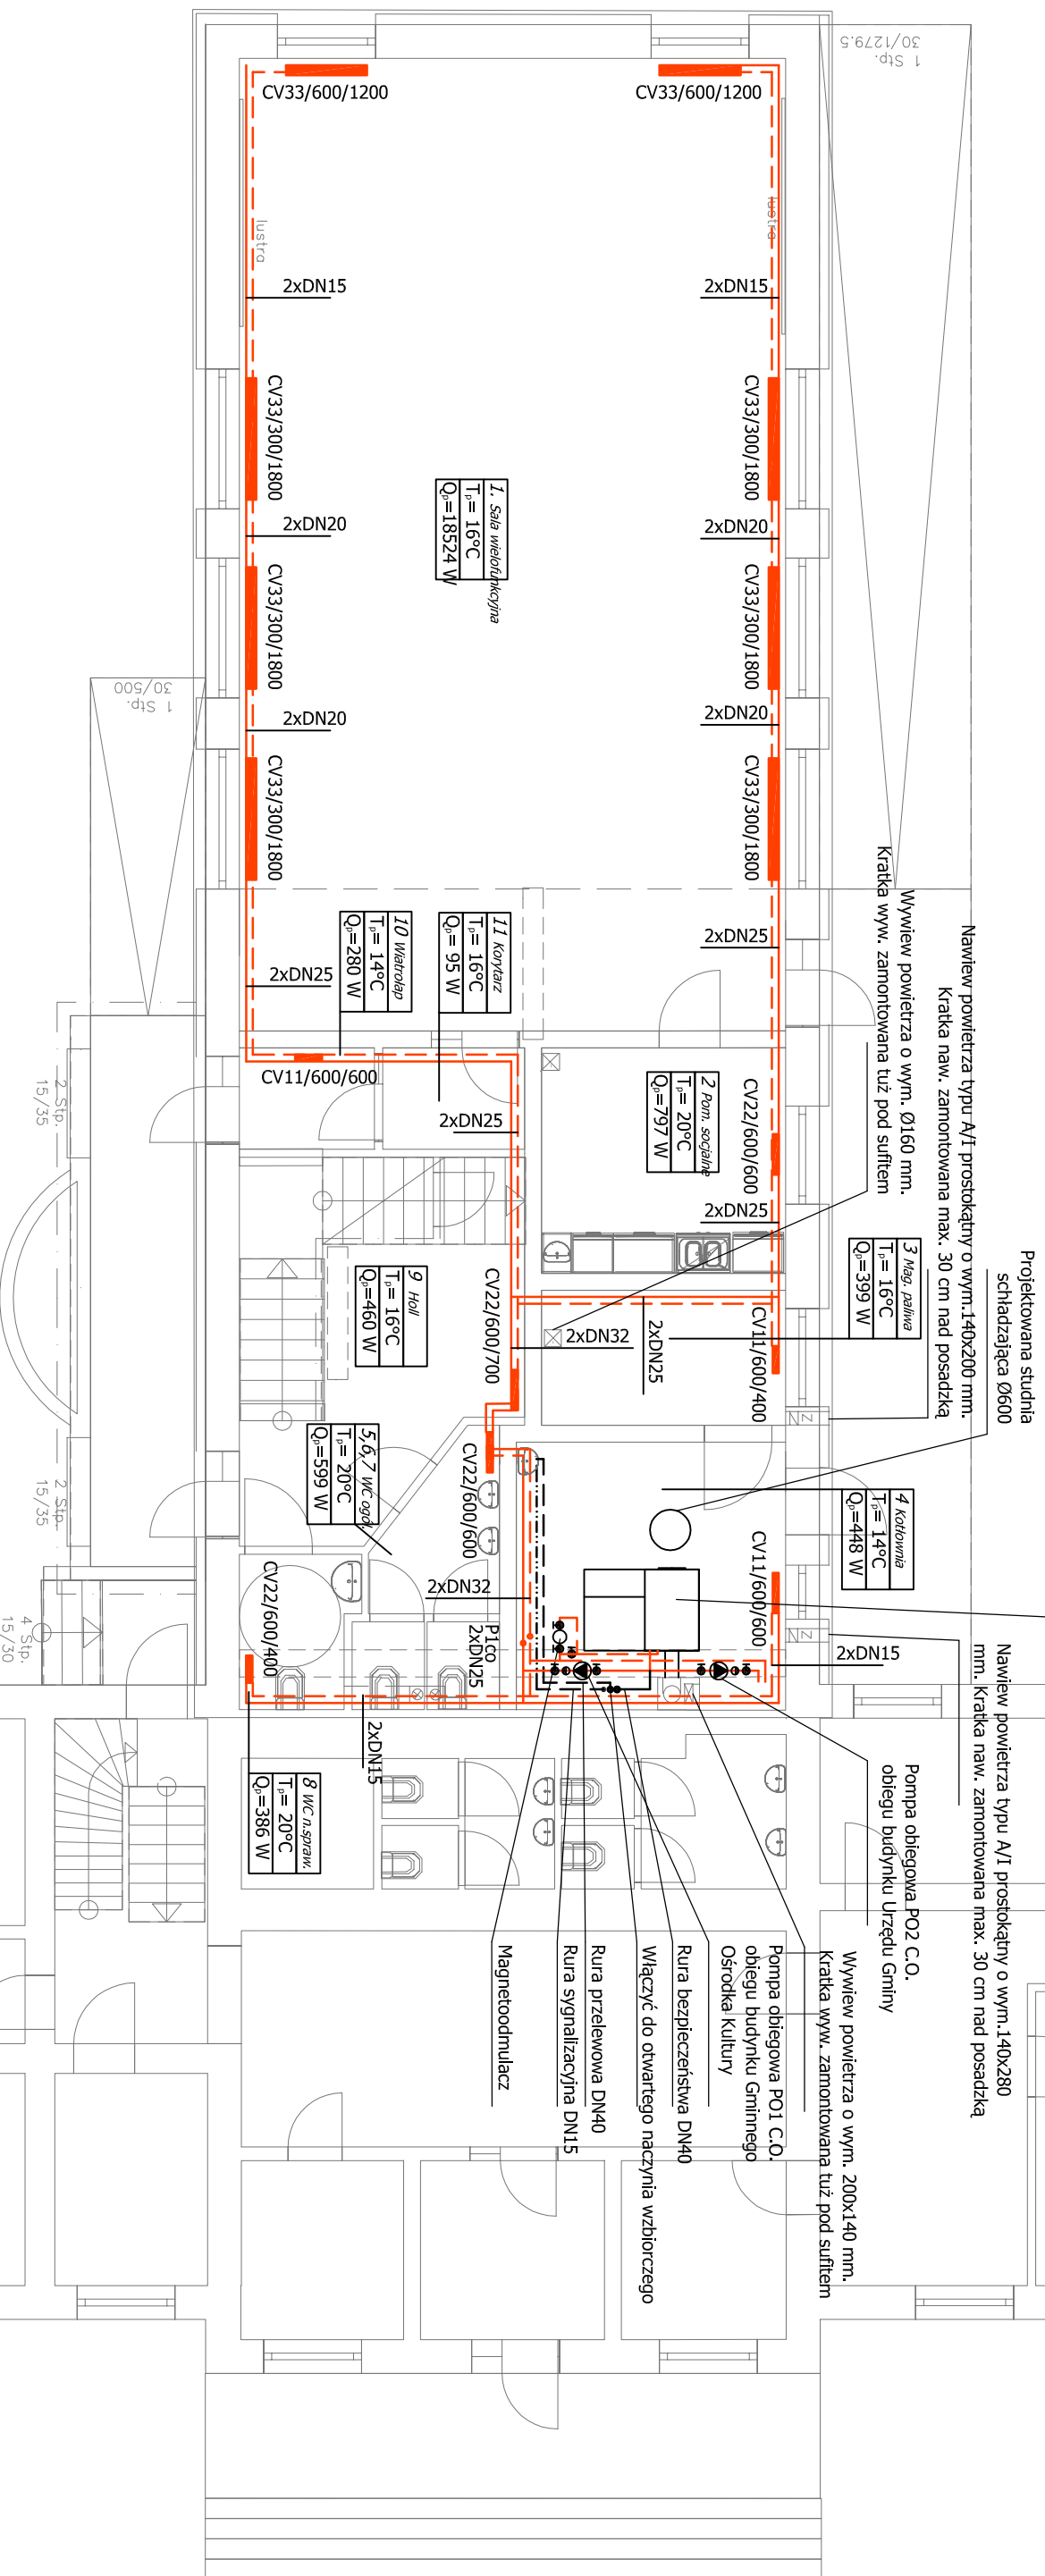 1 Stp.
30/1279.5
CV33/600/1200
CV33/600/1200
lustra
lustra
2xDN15
2xDN15
CV33/300/1800
CV33/300/1800
1. Sala wielofunkcyjna
Tp= 16°C
Qp=18524 W
2xDN20
2xDN20
CV33/300/1800
CV33/300/1800
1 Stp.
30/500
2xDN20
2xDN20
CV33/300/1800
CV33/300/1800
Wywiew powietrza o wym. Ø160 mm.
Kratka wyw. zamontowana tuż pod sufitem
Nawiew powietrza typu A/I prostokątny o wym.140x200 mm.
Kratka naw. zamontowana max. 30 cm nad posadzką
10 Wiatrołap
Tp= 14°C
Qp=280 W
11 Korytarz
Tp= 16°C
Qp= 95 W
2xDN25
2xDN25
CV11/600/600
2 Pom. socjalne
Tp= 20°C
Qp=797 W
CV22/600/600
2 Stp.
15/35
2xDN25
2xDN25
3 Mag. paliwa
Tp= 16°C
Qp=399 W
Projektowana studnia
schładzająca Ø600
9 Holl
Tp= 16°C
Qp=460 W
CV22/600/700
2xDN32
2xDN25
CV11/600/400
5,6,7 WC ogól.
Tp= 20°C
Qp=599 W
CV22/600/600
2 Stp.
15/35
4 Kotłownia
Tp= 14°C
Qp=448 W
CV11/600/600
CV22/600/400
2xDN32
4 Stp.
15/30
P1co
2xDN25
2xDN15
Nawiew powietrza typu A/I prostokątny o wym.140x280
mm. Kratka naw. zamontowana max. 30 cm nad posadzką
2xDN15
8 WC n.spraw.
Tp= 20°C
Qp=386 W
Pompa obiegowa PO2 C.O.
obiegu budynku Urzędu Gminy
Wywiew powietrza o wym. 200x140 mm.
Kratka wyw. zamontowana tuż pod sufitem
Pompa obiegowa PO1 C.O.
obiegu budynku Gminnego
Ośrodka Kultury
Rura bezpieczeństwa DN40
Włączyć do otwartego naczynia wzbiorczego
Rura przelewowa DN40
Rura sygnalizacyjna DN15
Magnetoodmulacz
Z
Z